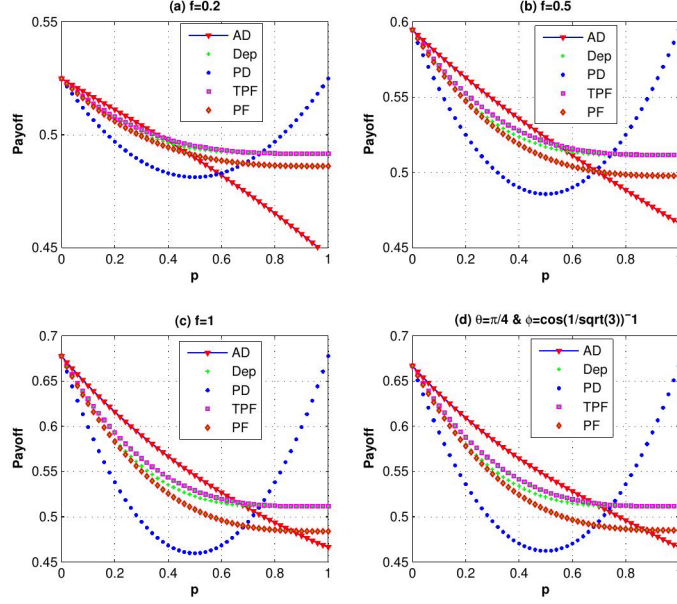 (a) f=0.2
0.55
0.5
0.45
Payoff
AD
Dep
PD
TPF
PF
0 0.2 0.4 0.6 0.8 1
p
(b) f=0.5
0.6
0.55
0.5
0.45
Payoff
AD
Dep
PD
TPF
PF
0 0.2 0.4 0.6 0.8 1
p
(c) f=1
0.7
0.65
0.6
0.55
0.5
0.45
Payoff
AD
Dep
PD
TPF
PF
0 0.2 0.4 0.6 0.8 1
p
(d) θ=π/4 & ϕ=cos(1/sqrt(3))⁻1
0.7
0.65
0.6
0.55
0.5
0.45
Payoff
AD
Dep
PD
TPF
PF
0 0.2 0.4 0.6 0.8 1
p